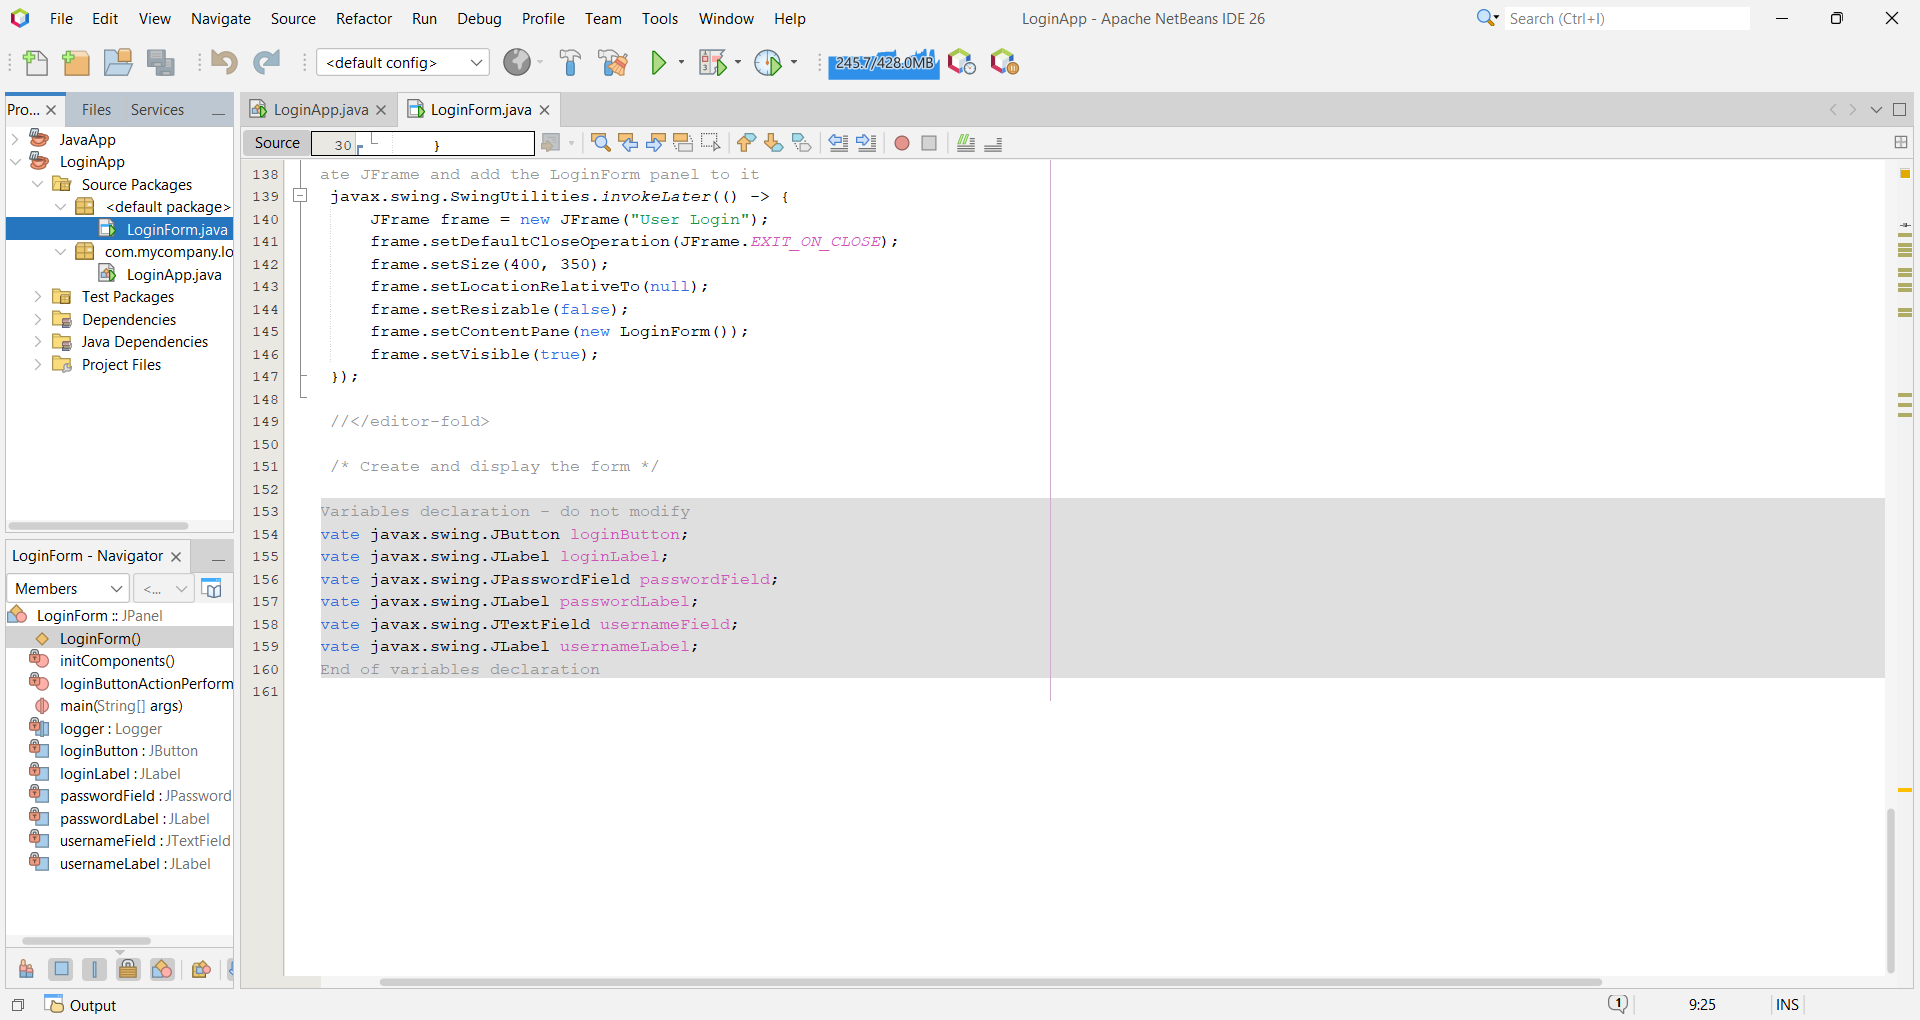 File Edit View Navigate Source Refactor Run Debug Profile Team Tools Window Help
LoginApp - Apache NetBeans IDE 26
Search (Ctrl+I)
<default config>
245.7/428.0MB
Pro...
Files
Services
LoginApp.java
LoginForm.java
JavaApp
LoginApp
Source Packages
<default package>
LoginForm.java
com.mycompany.lo
LoginApp.java
Test Packages
Dependencies
Java Dependencies
Project Files
Source
30
}
138 ate JFrame and add the LoginForm panel to it
139 javax.swing.SwingUtilities.invokeLater(() -> {
140 JFrame frame = new JFrame("User Login");
141 frame.setDefaultCloseOperation(JFrame.EXIT_ON_CLOSE);
142 frame.setSize(400, 350);
143 frame.setLocationRelativeTo(null);
144 frame.setResizable(false);
145 frame.setContentPane(new LoginForm());
146 frame.setVisible(true);
147 });
148
149 //</editor-fold>
150
151 /* Create and display the form */
152
153 Variables declaration - do not modify
154 vate javax.swing.JButton loginButton;
155 vate javax.swing.JLabel loginLabel;
156 vate javax.swing.JPasswordField passwordField;
157 vate javax.swing.JLabel passwordLabel;
158 vate javax.swing.JTextField usernameField;
159 vate javax.swing.JLabel usernameLabel;
160 End of variables declaration
161
LoginForm - Navigator
Members
<...
LoginForm :: JPanel
LoginForm()
initComponents()
loginButtonActionPerform
main(String[] args)
logger : Logger
loginButton : JButton
loginLabel : JLabel
passwordField : JPassword
passwordLabel : JLabel
usernameField : JTextField
usernameLabel : JLabel
Output
1
9:25
INS